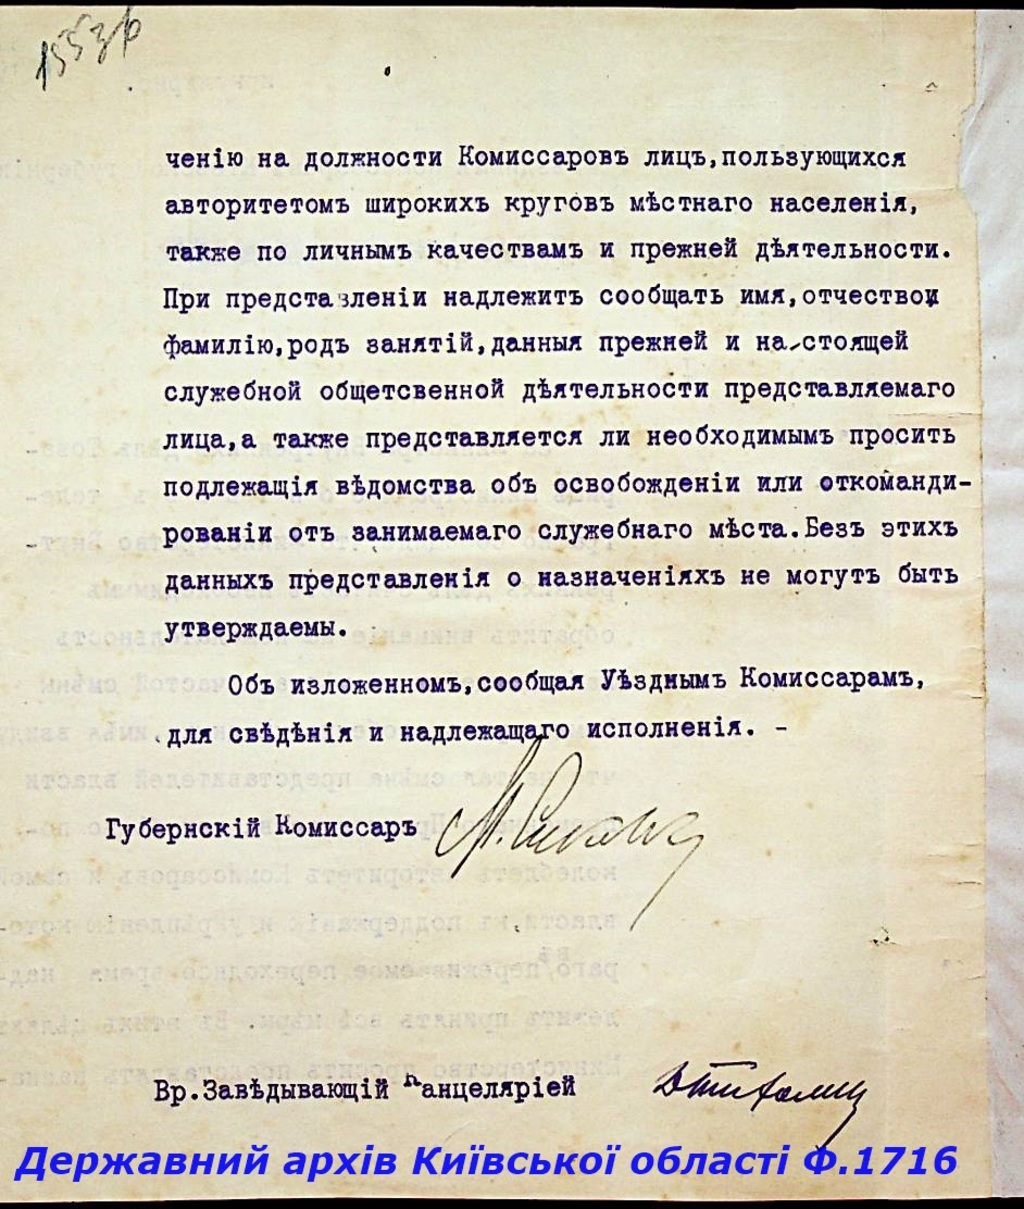 ченію на должности Комиссаровъ лицъ,пользующихся
авторитетомъ широкихъ круговъ мѣстнаго населенія,
также по личнымъ качествамъ и прежней дѣятельности.
При представленіи надлежитъ сообщать имя,отчествои
фамилію,родъ занятій,данныя прежней и на-стоящей
служебной общетсвенной дѣятельности представляемаго
лица,а также представляется ли необходимымъ просить
подлежащія вѣдомства объ освобожденіи или откоманди-
рованіи отъ занимаемаго служебнаго мѣста.Безъ этихъ
данныхъ представленія о назначеніяхъ не могутъ быть
утверждаемы.
Объ изложенномъ,сообщая Уѣзднымъ Комиссарамъ,
для свѣдѣнія и надлежащаго исполненія. -
Губернскій Комиссаръ
Вр.Завѣдывающій Канцеляріей
Державний архів Київської області Ф.1716